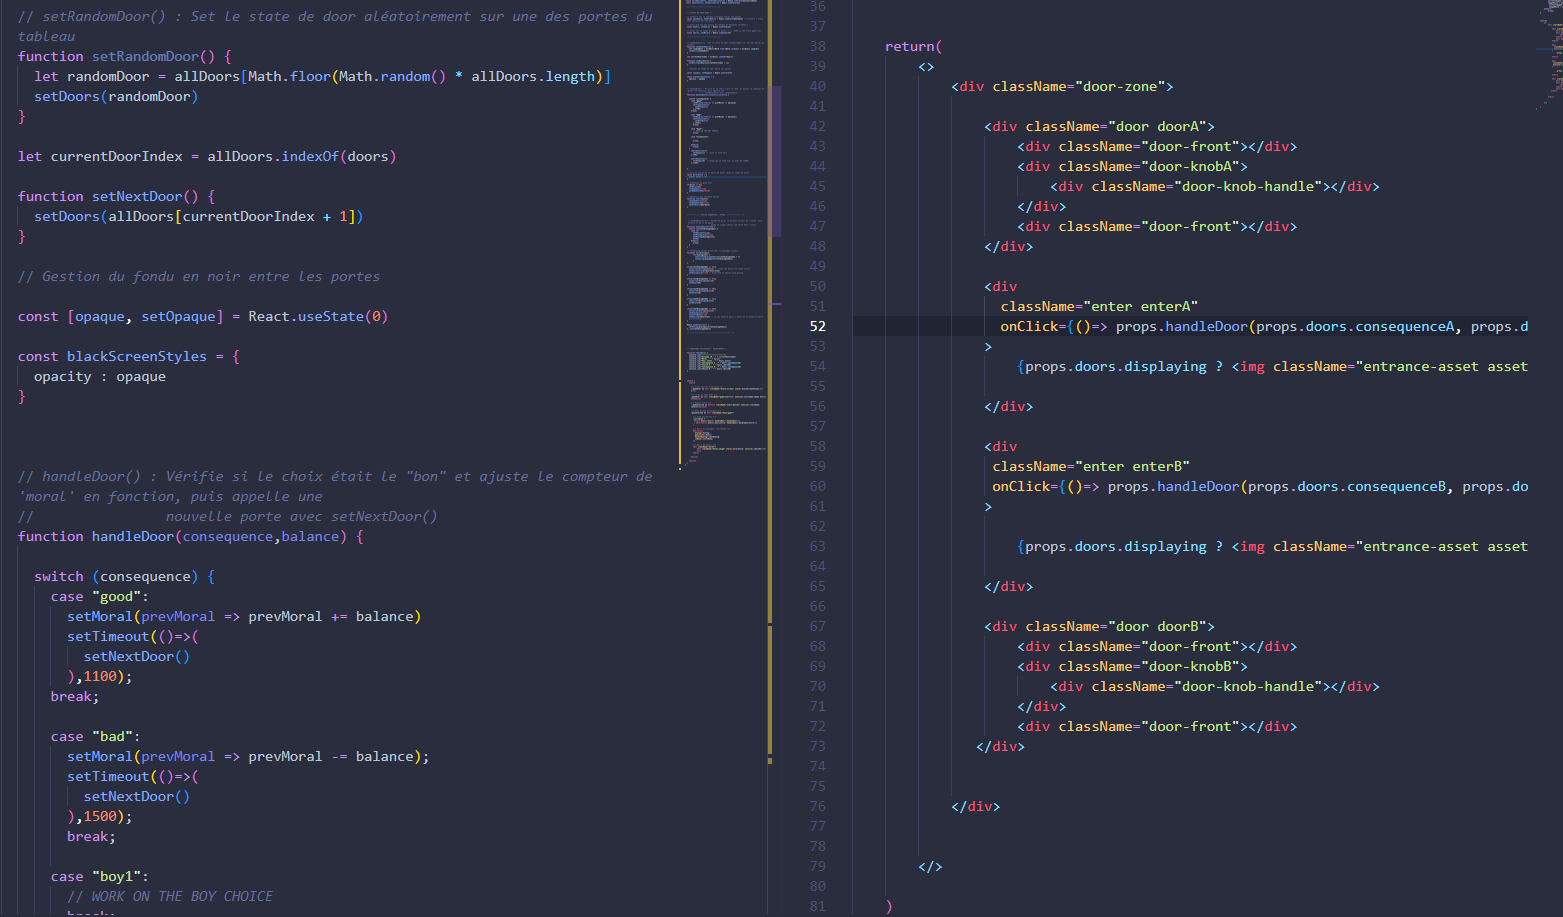 // setRandomDoor() : Set le state de door aléatoirement sur une des portes du
tableau
function setRandomDoor() {
  let randomDoor = allDoors[Math.floor(Math.random() * allDoors.length)]
  setDoors(randomDoor)
}
let currentDoorIndex = allDoors.indexOf(doors)
function setNextDoor() {
  setDoors(allDoors[currentDoorIndex + 1])
}
// Gestion du fondu en noir entre les portes
const [opaque, setOpaque] = React.useState(0)
const blackScreenStyles = {
  opacity : opaque
}
// handleDoor() : Vérifie si le choix était le "bon" et ajuste le compteur de
'moral' en fonction, puis appelle une
//                nouvelle porte avec setNextDoor()
function handleDoor(consequence,balance) {
  switch (consequence) {
    case "good":
      setMoral(prevMoral => prevMoral += balance)
      setTimeout(()=>(
        setNextDoor()
      ),1100);
    break;
    case "bad":
      setMoral(prevMoral => prevMoral -= balance);
      setTimeout(()=>(
        setNextDoor()
      ),1500);
      break;
    case "boy1":
      // WORK ON THE BOY CHOICE
      break;
36
37
38 return(
39 <>
40 <div className="door-zone">
41
42 <div className="door doorA">
43 <div className="door-front"></div>
44 <div className="door-knobA">
45 <div className="door-knob-handle"></div>
46 </div>
47 <div className="door-front"></div>
48 </div>
49
50 <div
51 className="enter enterA"
52 onClick={()=> props.handleDoor(props.doors.consequenceA, props.d
53 >
54 {props.doors.displaying ? <img className="entrance-asset asset
55
56 </div>
57
58 <div
59 className="enter enterB"
60 onClick={()=> props.handleDoor(props.doors.consequenceB, props.do
61 >
62
63 {props.doors.displaying ? <img className="entrance-asset asset
64
65 </div>
66
67 <div className="door doorB">
68 <div className="door-front"></div>
69 <div className="door-knobB">
70 <div className="door-knob-handle"></div>
71 </div>
72 <div className="door-front"></div>
73 </div>
74
75
76 </div>
77
78
79 </>
80
81 )